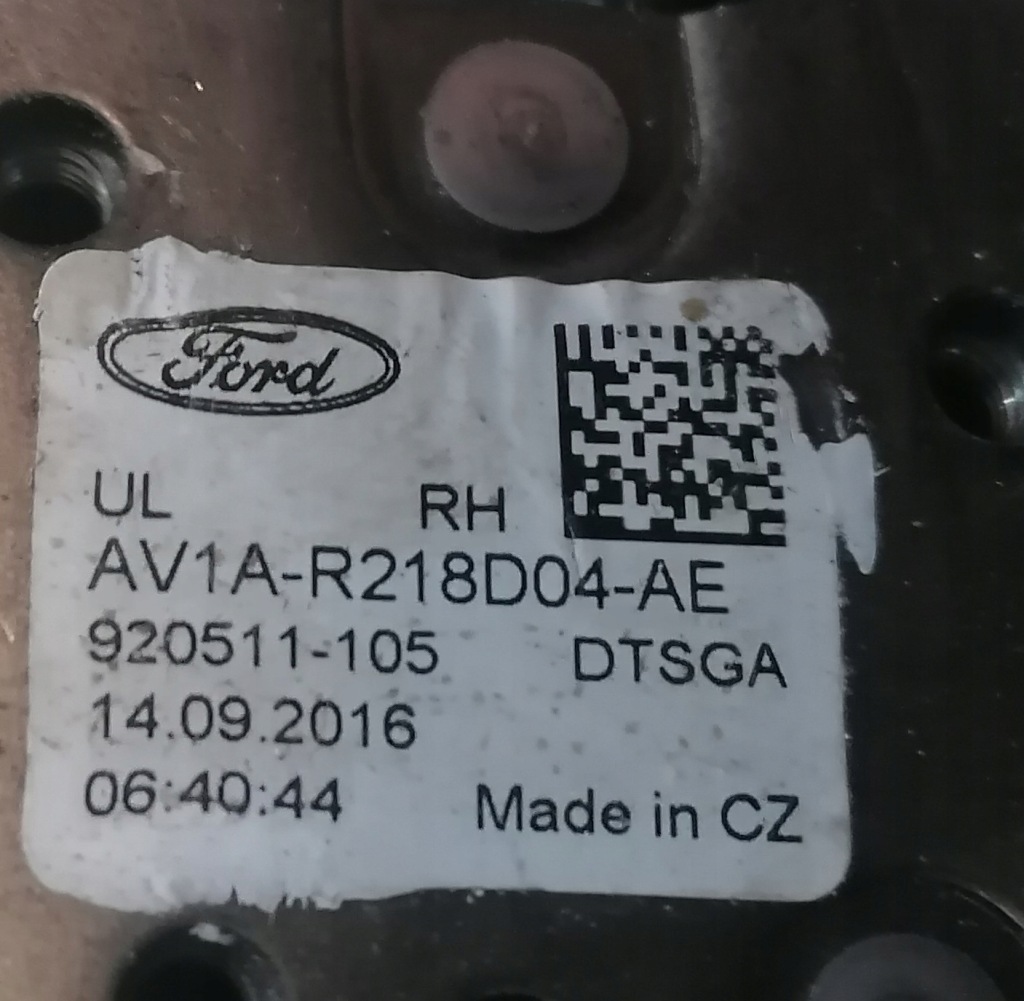 Ford
UL RH
AV1A-R218D04-AE
920511-105 DTSGA
14.09.2016
06:40:44 Made in CZ